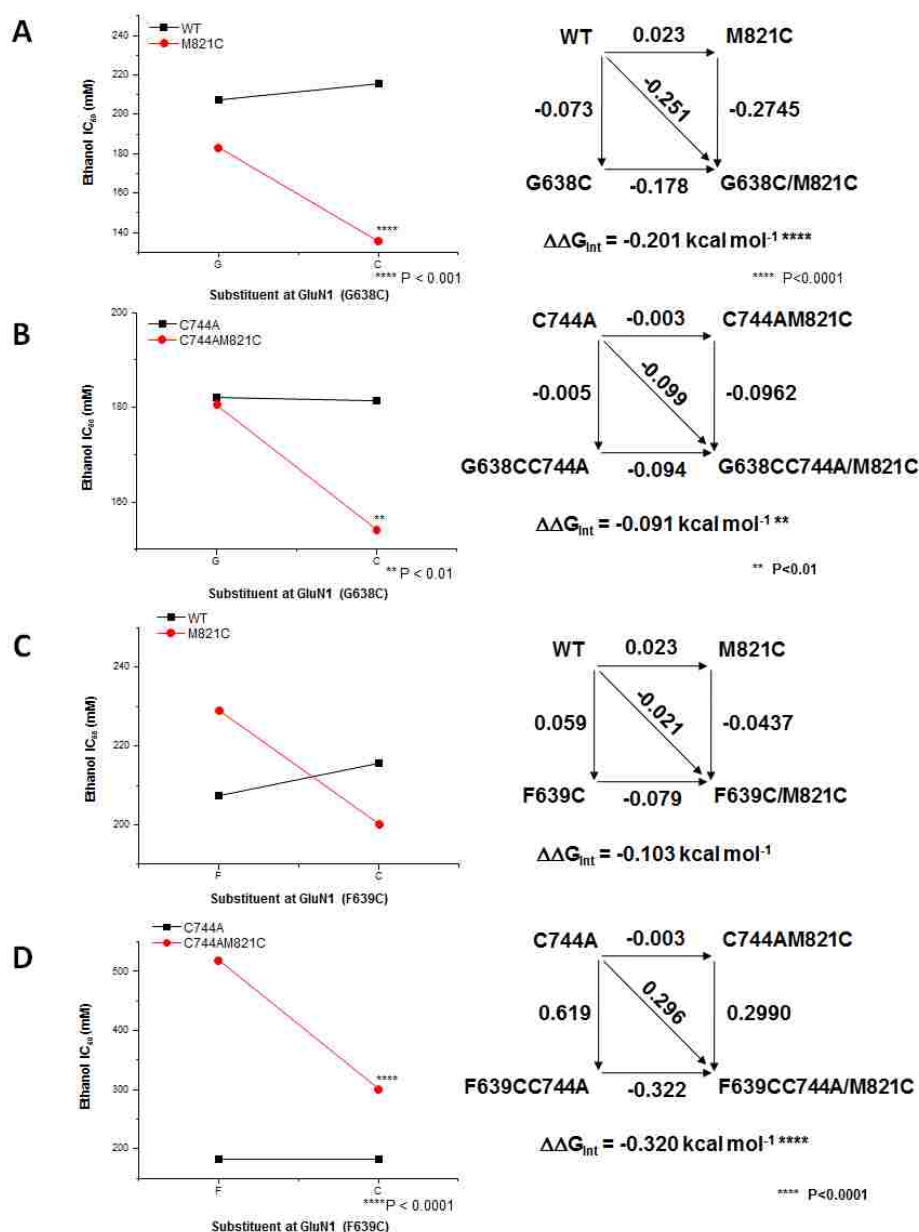 A
WT
M821C
240
220
200
180
160
140
Ethanol IC50 (mM)
G
C
****
**** P < 0.001
Substituent at GluN1 (G638C)
WT 0.023 M821C
-0.073 -0.251 -0.2745
G638C -0.178 G638C/M821C
ΔΔGInt = -0.201 kcal mol-1 ****
**** P<0.0001
B
C744A
C744AM821C
200
180
160
Ethanol IC50 (mM)
G
C
**
** P < 0.01
Substituent at GluN1 (G638C)
C744A -0.003 C744AM821C
-0.005 -0.099 -0.0962
G638CC744A -0.094 G638CC744A/M821C
ΔΔGInt = -0.091 kcal mol-1 **
** P<0.01
C
WT
M821C
240
220
200
Ethanol IC50 (mM)
F
C
Substituent at GluN1 (F639C)
WT 0.023 M821C
0.059 -0.021 -0.0437
F639C -0.079 F639C/M821C
ΔΔGInt = -0.103 kcal mol-1
D
C744A
C744AM821C
500
400
300
200
Ethanol IC50 (mM)
F
C
****
****P < 0.0001
Substituent at GluN1 (F639C)
C744A -0.003 C744AM821C
0.619 0.296 0.2990
F639CC744A -0.322 F639CC744A/M821C
ΔΔGInt = -0.320 kcal mol-1 ****
**** P<0.0001